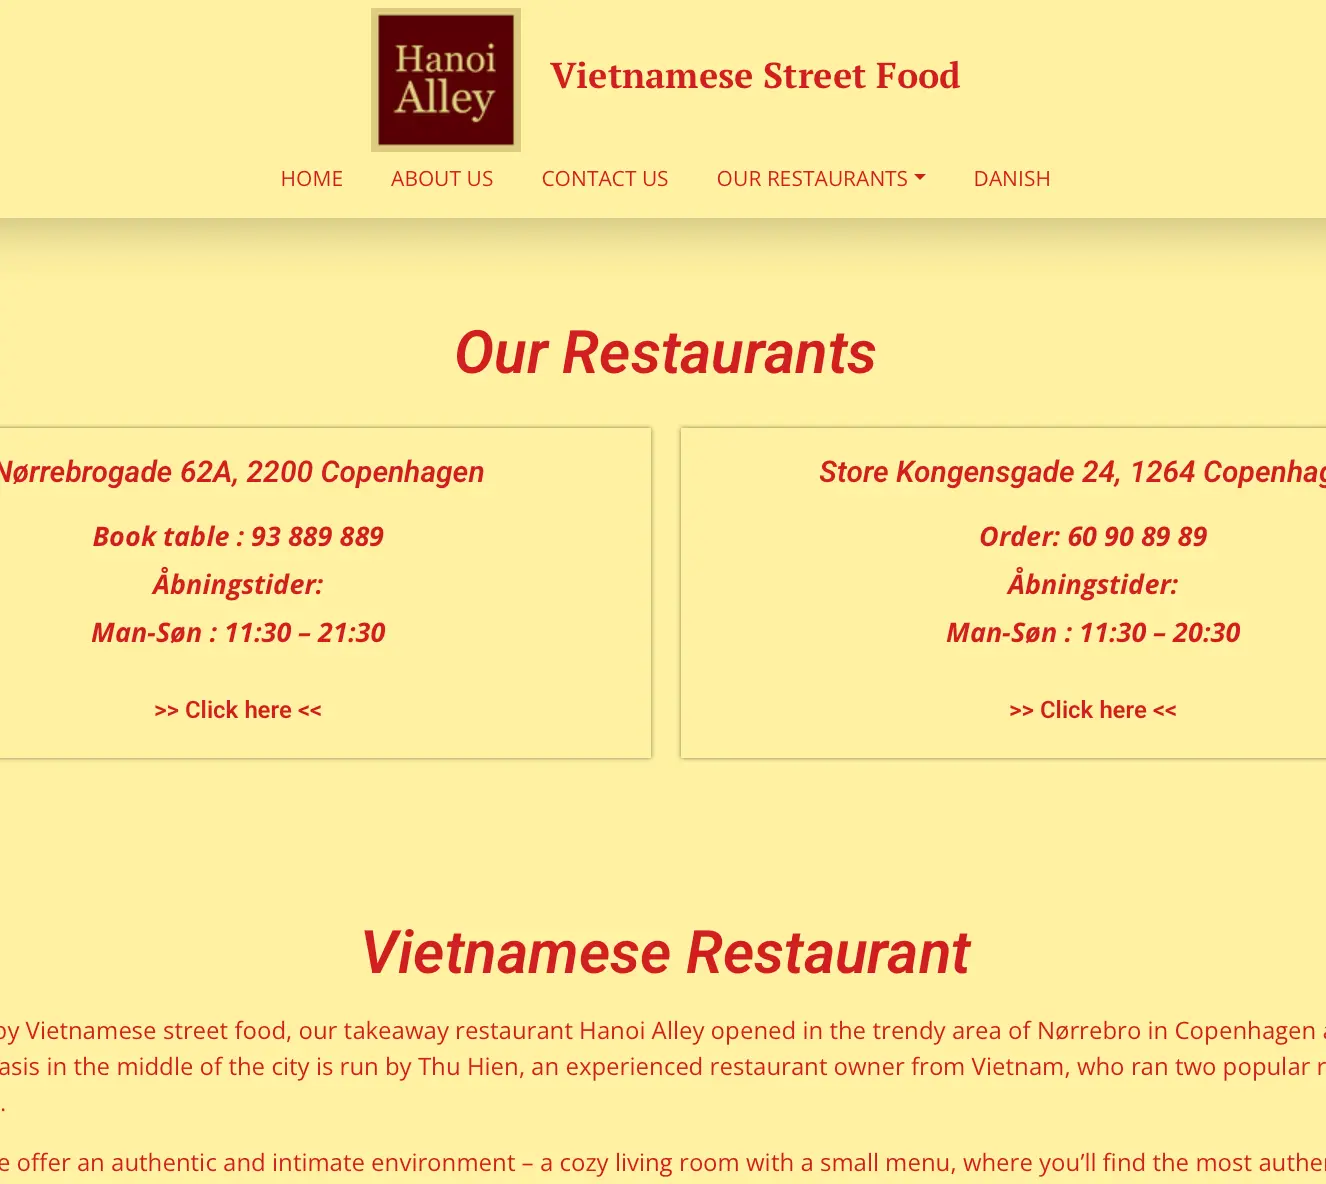 Hanoi
Alley
Vietnamese Street Food
HOME ABOUT US CONTACT US OUR RESTAURANTS DANISH
Our Restaurants
Nørrebrogade 62A, 2200 Copenhagen
Book table : 93 889 889
Åbningstider:
Man-Søn : 11:30 – 21:30
>> Click here <<
Store Kongensgade 24, 1264 Copenhag
Order: 60 90 89 89
Åbningstider:
Man-Søn : 11:30 – 20:30
>> Click here <<
Vietnamese Restaurant
by Vietnamese street food, our takeaway restaurant Hanoi Alley opened in the trendy area of Nørrebro in Copenhagen
asis in the middle of the city is run by Thu Hien, an experienced restaurant owner from Vietnam, who ran two popular
.
e offer an authentic and intimate environment – a cozy living room with a small menu, where you’ll find the most authe